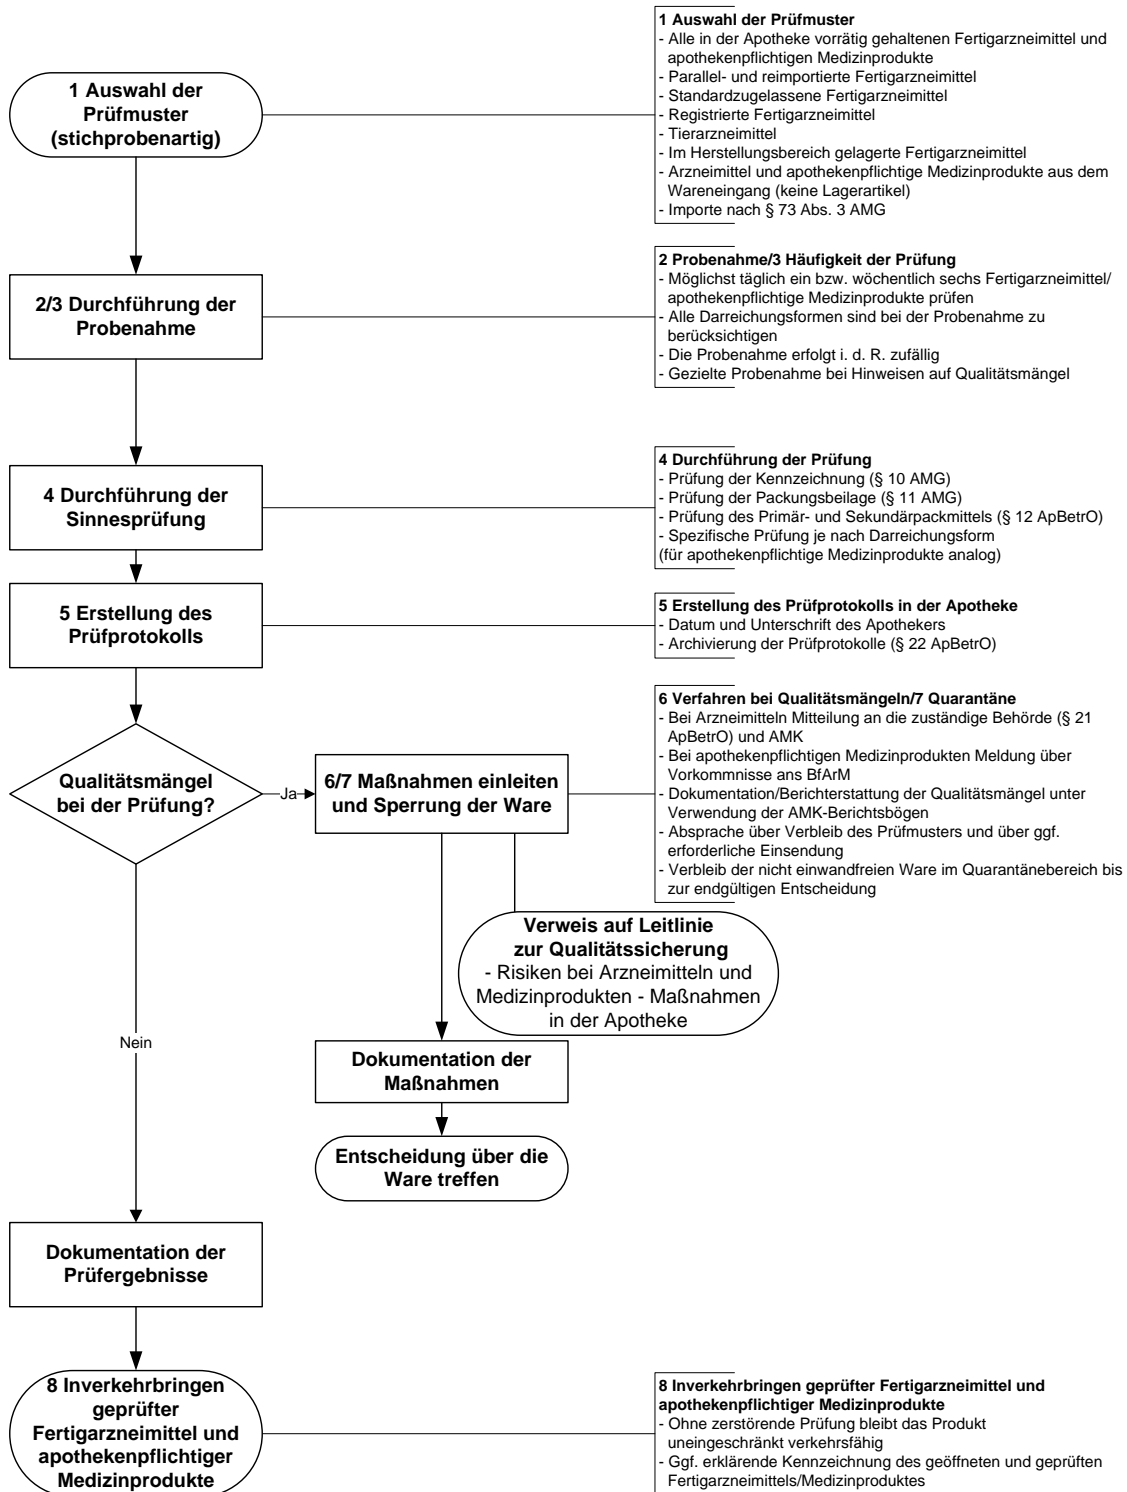 1 Auswahl der
Prüfmuster
(stichprobenartig)
1 Auswahl der Prüfmuster
- Alle in der Apotheke vorrätig gehaltenen Fertigarzneimittel und
apothekenpflichtigen Medizinprodukte
- Parallel- und reimportierte Fertigarzneimittel
- Standardzugelassene Fertigarzneimittel
- Registrierte Fertigarzneimittel
- Tierarzneimittel
- Im Herstellungsbereich gelagerte Fertigarzneimittel
- Arzneimittel und apothekenpflichtige Medizinprodukte aus dem
Wareneingang (keine Lagerartikel)
- Importe nach § 73 Abs. 3 AMG
2/3 Durchführung der
Probenahme
2 Probenahme/3 Häufigkeit der Prüfung
- Möglichst täglich ein bzw. wöchentlich sechs Fertigarzneimittel/
apothekenpflichtige Medizinprodukte prüfen
- Alle Darreichungsformen sind bei der Probenahme zu
berücksichtigen
- Die Probenahme erfolgt i. d. R. zufällig
- Gezielte Probenahme bei Hinweisen auf Qualitätsmängel
4 Durchführung der
Sinnesprüfung
4 Durchführung der Prüfung
- Prüfung der Kennzeichnung (§ 10 AMG)
- Prüfung der Packungsbeilage (§ 11 AMG)
- Prüfung des Primär- und Sekundärpackmittels (§ 12 ApBetrO)
- Spezifische Prüfung je nach Darreichungsform
(für apothekenpflichtige Medizinprodukte analog)
5 Erstellung des
Prüfprotokolls
5 Erstellung des Prüfprotokolls in der Apotheke
- Datum und Unterschrift des Apothekers
- Archivierung der Prüfprotokolle (§ 22 ApBetrO)
Qualitätsmängel
bei der Prüfung?
Ja
6/7 Maßnahmen einleiten
und Sperrung der Ware
6 Verfahren bei Qualitätsmängeln/7 Quarantäne
- Bei Arzneimitteln Mitteilung an die zuständige Behörde (§ 21
ApBetrO) und AMK
- Bei apothekenpflichtigen Medizinprodukten Meldung über
Vorkommnisse ans BfArM
- Dokumentation/Berichterstattung der Qualitätsmängel unter
Verwendung der AMK-Berichtsbögen
- Absprache über Verbleib des Prüfmusters und über ggf.
erforderliche Einsendung
- Verbleib der nicht einwandfreien Ware im Quarantänebereich bis
zur endgültigen Entscheidung
Verweis auf Leitlinie
zur Qualitätssicherung
- Risiken bei Arzneimitteln und
Medizinprodukten - Maßnahmen
in der Apotheke
Nein
Dokumentation der
Maßnahmen
Entscheidung über die
Ware treffen
Dokumentation der
Prüfergebnisse
8 Inverkehrbringen
geprüfter
Fertigarzneimittel und
apothekenpflichtiger
Medizinprodukte
8 Inverkehrbringen geprüfter Fertigarzneimittel und
apothekenpflichtiger Medizinprodukte
- Ohne zerstörende Prüfung bleibt das Produkt
uneingeschränkt verkehrsfähig
- Ggf. erklärende Kennzeichnung des geöffneten und geprüften
Fertigarzneimittels/Medizinproduktes